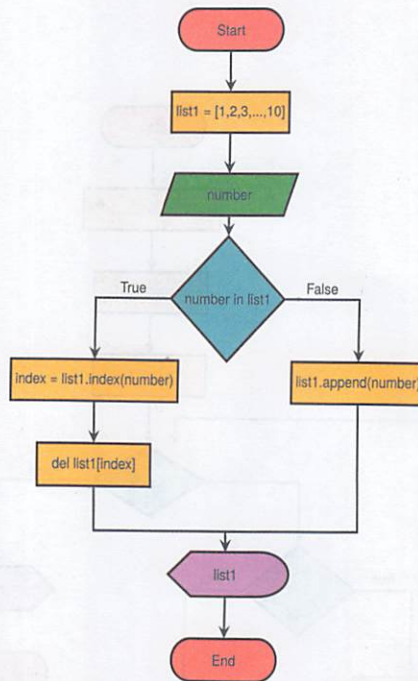 Start
list1 = [1,2,3,...,10]
number
number in list1
True
False
index = list1.index(number)
list1.append(number)
del list1[index]
list1
End